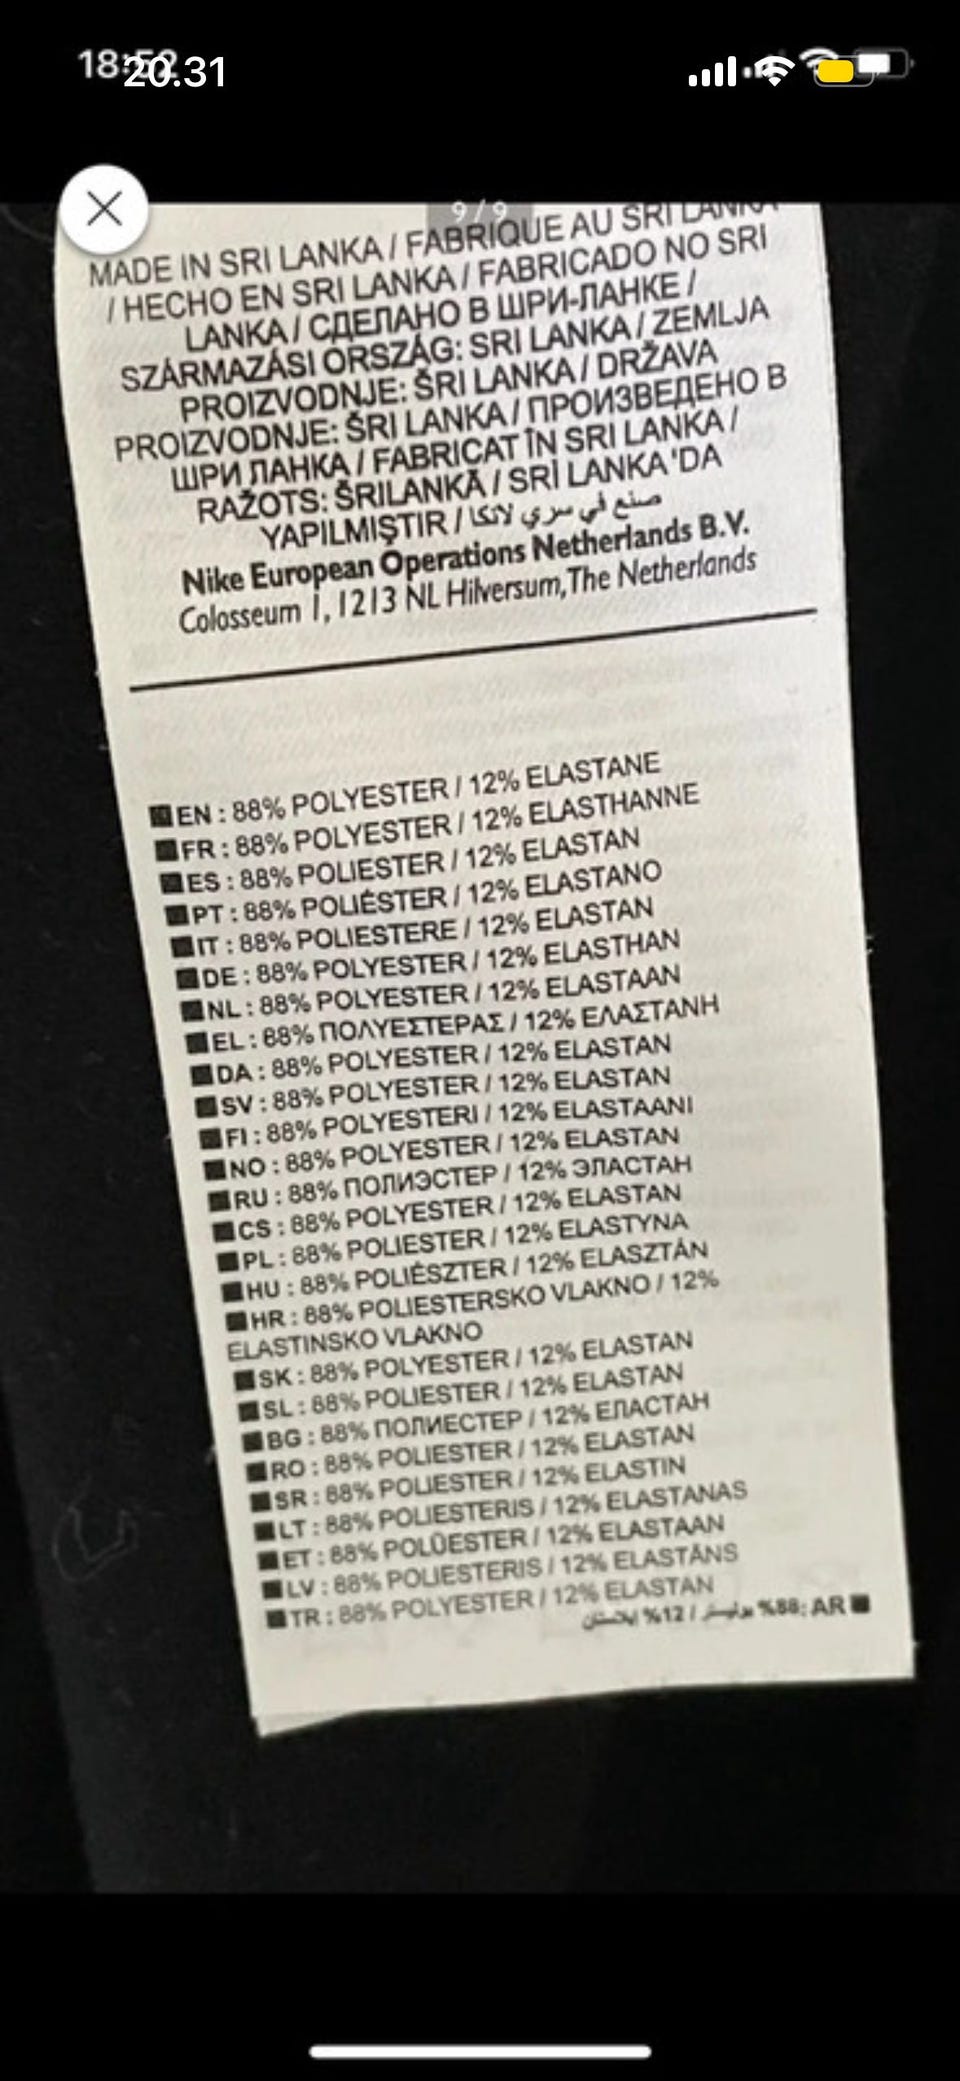 18:52
20.31
9/9
MADE IN SRI LANKA / FABRIQUE AU SRI LANKA
/ HECHO EN SRI LANKA / FABRICADO NO SRI
LANKA / СДЕЛАНО В ШРИ-ЛАНКЕ /
SZÁRMAZÁSI ORSZÁG: SRI LANKA / ZEMLJA
PROIZVODNJE: ŠRI LANKA / DRŽAVA
PROIZVODNJE: ŠRI LANKA / ПРОИЗВЕДЕНО В
ШРИ ЛАНКА / FABRICAT ÎN SRI LANKA /
RAŽOTS: ŠRILANKĀ / SRİ LANKA 'DA
YAPILMIŞTIR / صنع في سري لانكا
Nike European Operations Netherlands B.V.
Colosseum 1, 1213 NL Hilversum, The Netherlands
EN : 88% POLYESTER / 12% ELASTANE
FR : 88% POLYESTER / 12% ELASTHANNE
ES : 88% POLIESTER / 12% ELASTAN
PT : 88% POLIÉSTER / 12% ELASTANO
IT : 88% POLIESTERE / 12% ELASTAN
DE : 88% POLYESTER / 12% ELASTHAN
NL : 88% POLYESTER / 12% ELASTAAN
EL : 88% ΠΟΛΥΕΣΤΕΡΑΣ / 12% ΕΛΑΣΤΑΝΗ
DA : 88% POLYESTER / 12% ELASTAN
SV : 88% POLYESTER / 12% ELASTAN
FI : 88% POLYESTERI / 12% ELASTAANI
NO : 88% POLYESTER / 12% ELASTAN
RU : 88% ПОЛИЭСТЕР / 12% ЭЛАСТАН
CS : 88% POLYESTER / 12% ELASTAN
PL : 88% POLIESTER / 12% ELASTYNA
HU : 88% POLIÉSZTER / 12% ELASZTÁN
HR : 88% POLIESTERSKO VLAKNO / 12%
ELASTINSKO VLAKNO
SK : 88% POLYESTER / 12% ELASTAN
SL : 88% POLIESTER / 12% ELASTAN
BG : 88% ПОЛИЕСТЕР / 12% ЕЛАСТАН
RO : 88% POLIESTER / 12% ELASTAN
SR : 88% POLIESTER / 12% ELASTIN
LT : 88% POLIESTERIS / 12% ELASTANAS
ET : 88% POLÜESTER / 12% ELASTAAN
LV : 88% POLIESTERIS / 12% ELASTĀNS
TR : 88% POLYESTER / 12% ELASTAN
AR :88% بوليستر / 12% إيلاستان